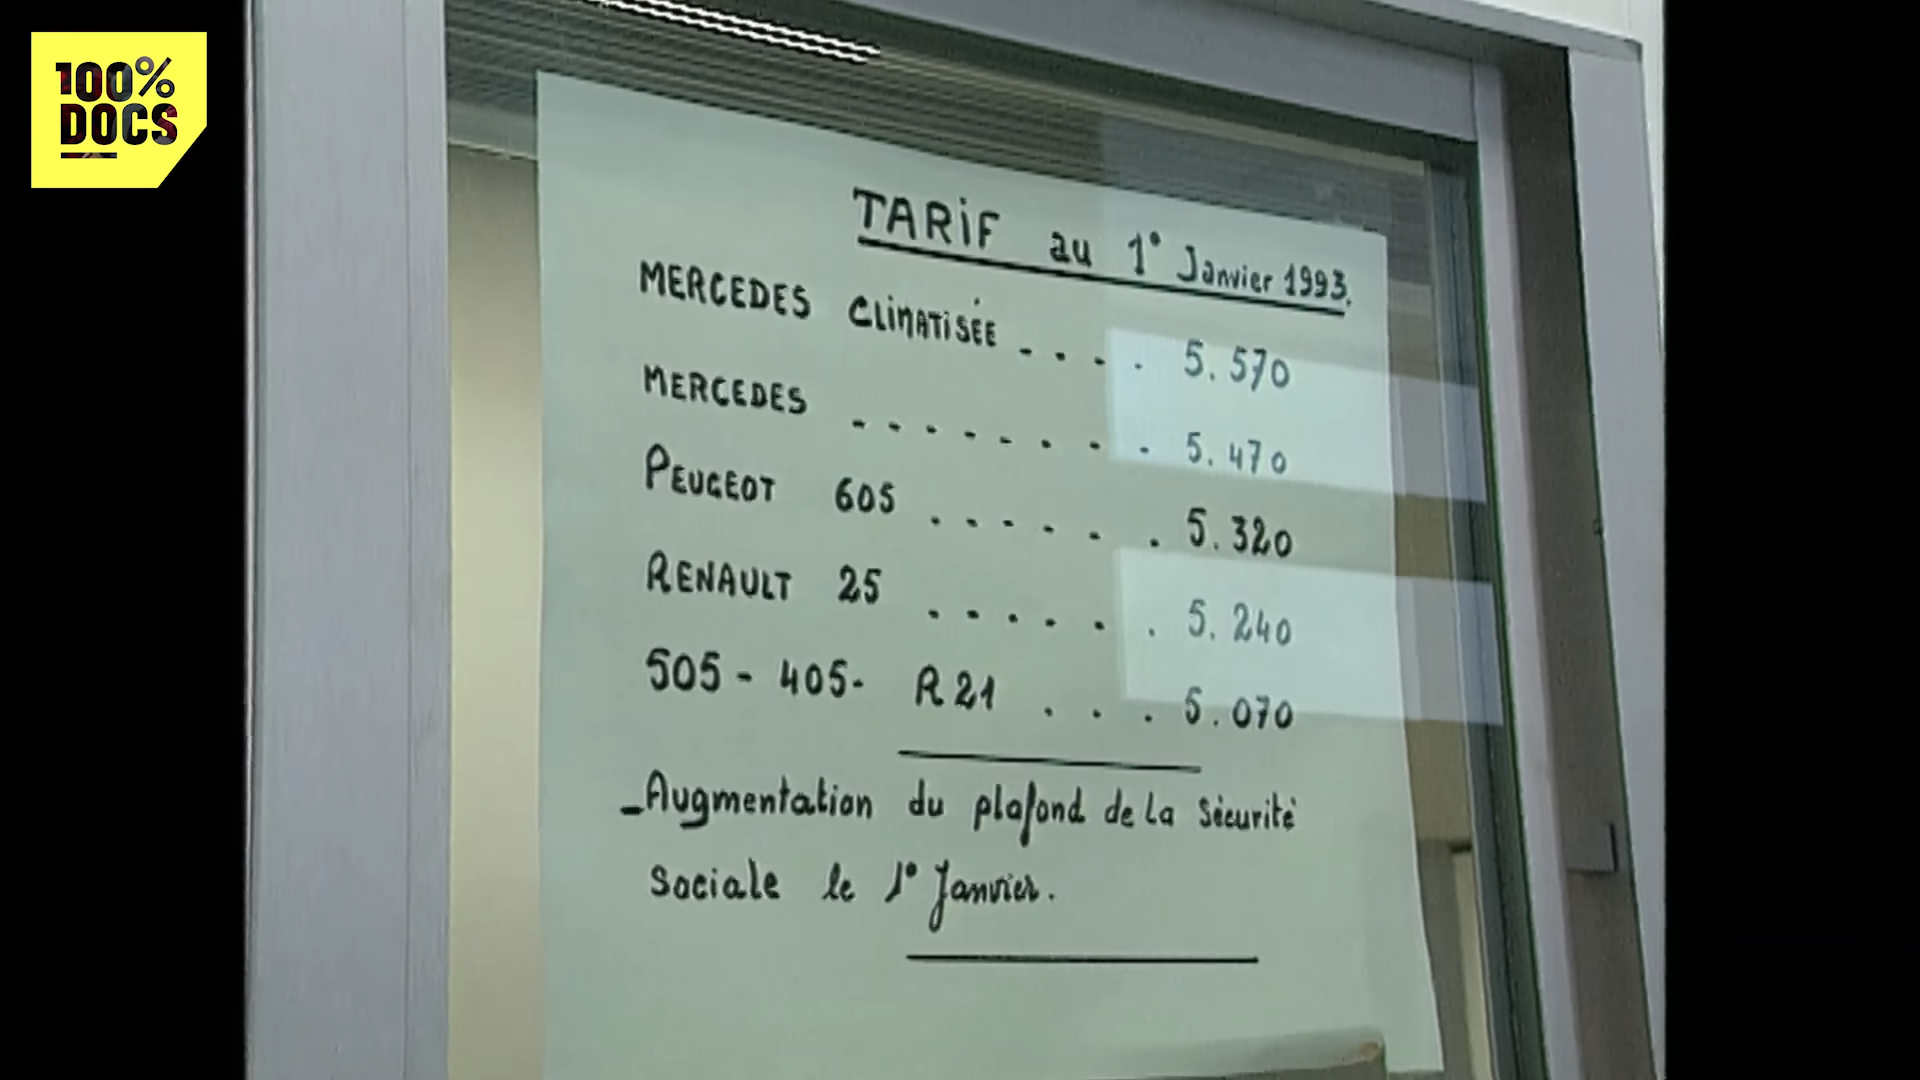 100%
DOCS
TARIF au 1° Janvier 1993.
MERCEDES CLIMATISÉE .... 5.570
MERCEDES ........ 5.470
PEUGEOT 605 ...... 5.320
RENAULT 25 ...... 5.240
505 - 405 - R21 ... 5.070
- Augmentation du plafond de la Sécurité
Sociale le 1° Janvier.